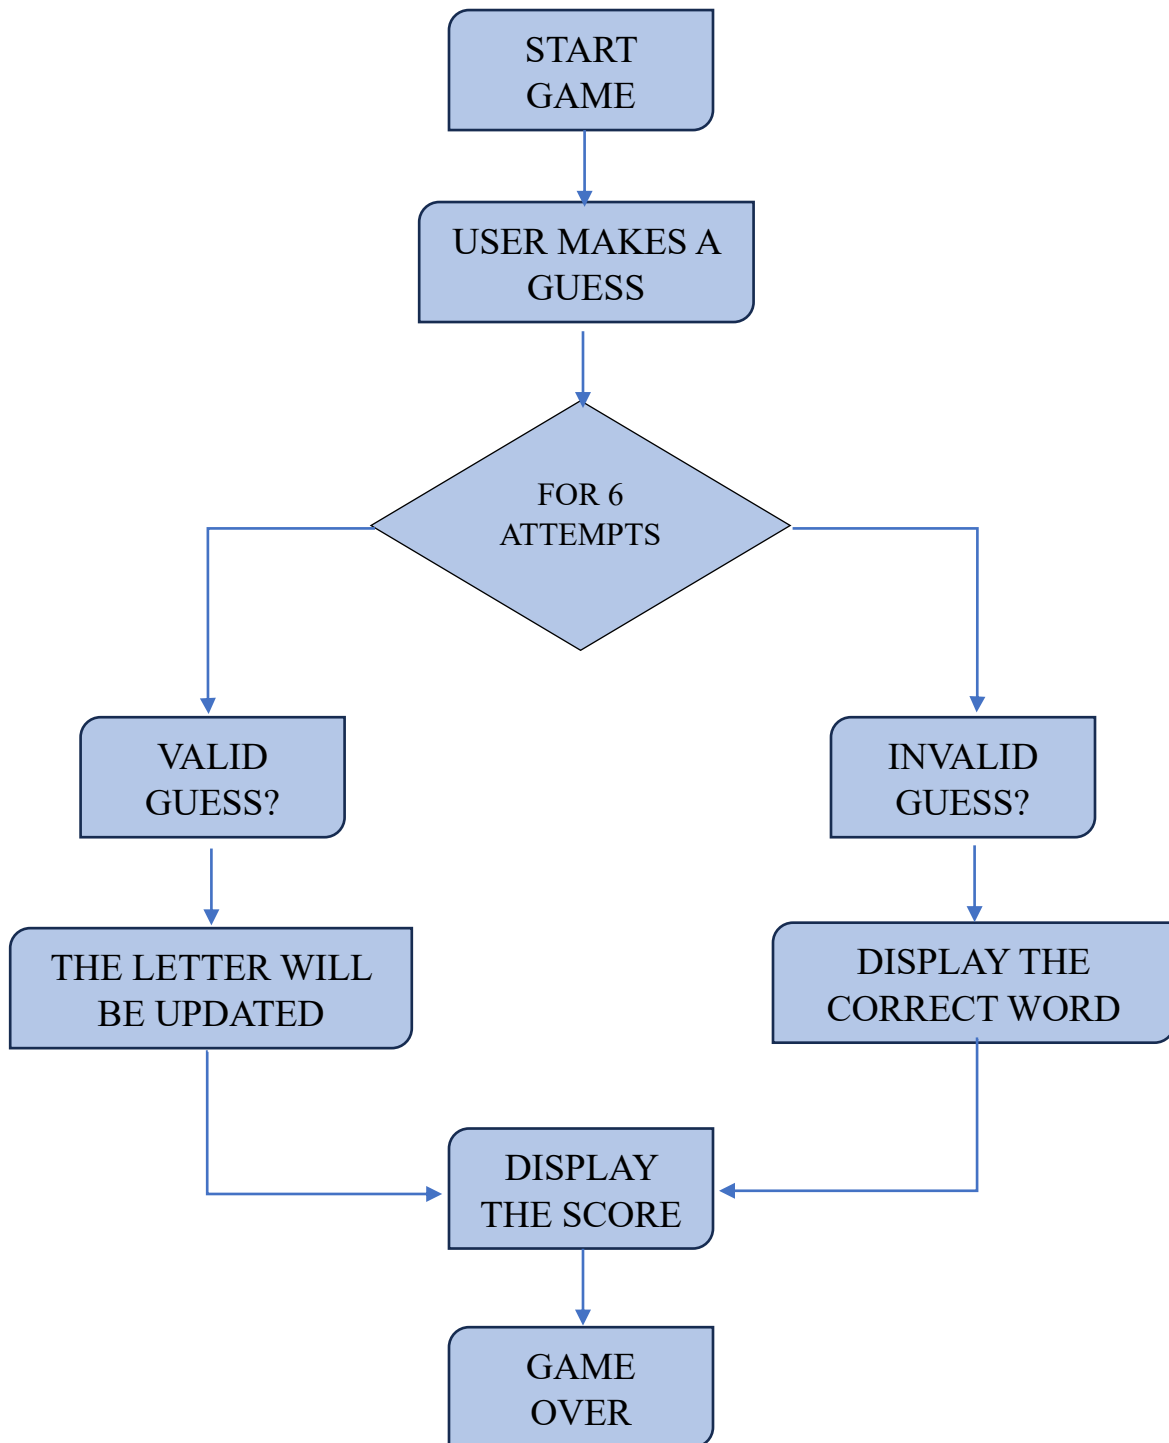 START
GAME
USER MAKES A
GUESS
FOR 6
ATTEMPTS
VALID
GUESS?
INVALID
GUESS?
THE LETTER WILL
BE UPDATED
DISPLAY THE
CORRECT WORD
DISPLAY
THE SCORE
GAME
OVER